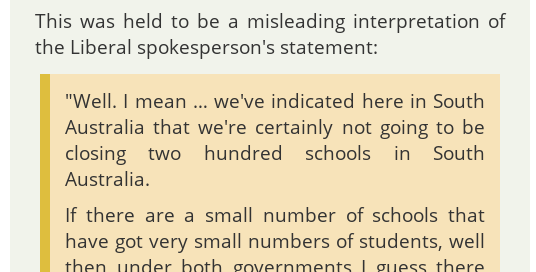 This was held to be a misleading interpretation of
the Liberal spokesperson's statement:
"Well. I mean ... we've indicated here in South
Australia that we're certainly not going to be
closing two hundred schools in South
Australia.
If there are a small number of schools that
have got very small numbers of students, well
then under both governments I guess there